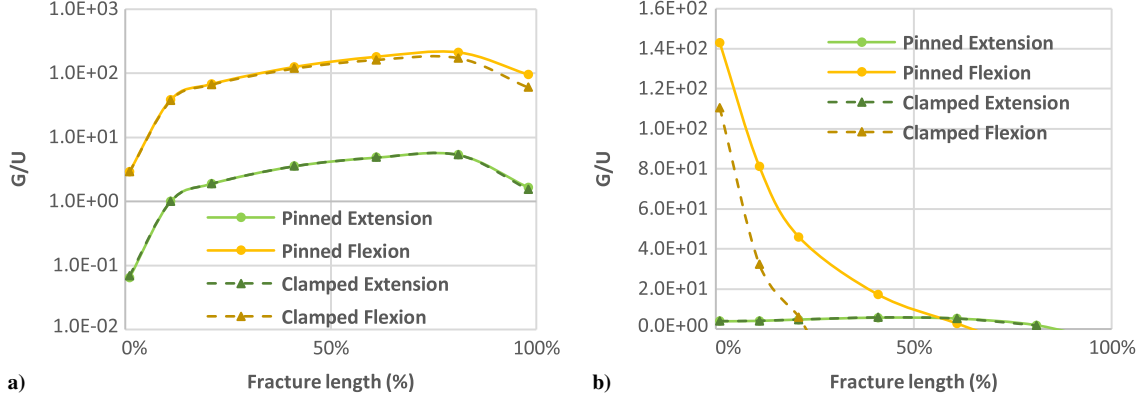 1.0E+03
1.0E+02
1.0E+01
1.0E+00
1.0E-01
1.0E-02
G/U
Pinned Extension
Pinned Flexion
Clamped Extension
Clamped Flexion
0%
50%
100%
Fracture length (%)
a)
1.6E+02
1.4E+02
1.2E+02
1.0E+02
8.0E+01
6.0E+01
4.0E+01
2.0E+01
0.0E+00
G/U
Pinned Extension
Pinned Flexion
Clamped Extension
Clamped Flexion
0%
50%
100%
Fracture length (%)
b)